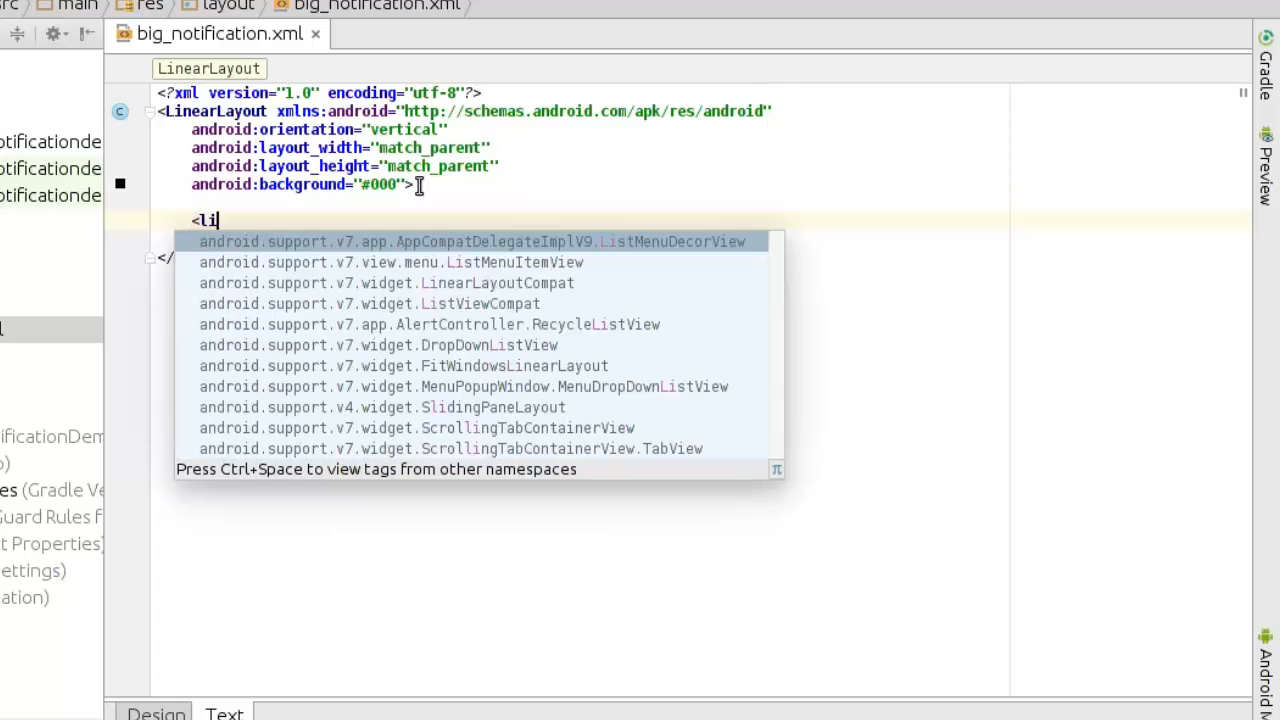 src main res layout big_notification.xml
big_notification.xml ×
LinearLayout
<?xml version="1.0" encoding="utf-8"?>
<LinearLayout xmlns:android="http://schemas.android.com/apk/res/android"
android:orientation="vertical"
android:layout_width="match_parent"
android:layout_height="match_parent"
android:background="#000">
<li
</
android.support.v7.app.AppCompatDelegateImplV9.ListMenuDecorView
android.support.v7.view.menu.ListMenuItemView
android.support.v7.widget.LinearLayoutCompat
android.support.v7.widget.ListViewCompat
android.support.v7.app.AlertController.RecycleListView
android.support.v7.widget.DropDownListView
android.support.v7.widget.FitWindowsLinearLayout
android.support.v7.widget.MenuPopupWindow.MenuDropDownListView
android.support.v4.widget.SlidingPaneLayout
android.support.v7.widget.ScrollingTabContainerView
android.support.v7.widget.ScrollingTabContainerView.TabView
Press Ctrl+Space to view tags from other namespaces
π
otificationde
otificationde
otificationde
l
ificationDem
o)
es (Gradle Ve
Guard Rules f
t Properties)
ettings)
ation)
Design Text
Gradle
Preview
Android M